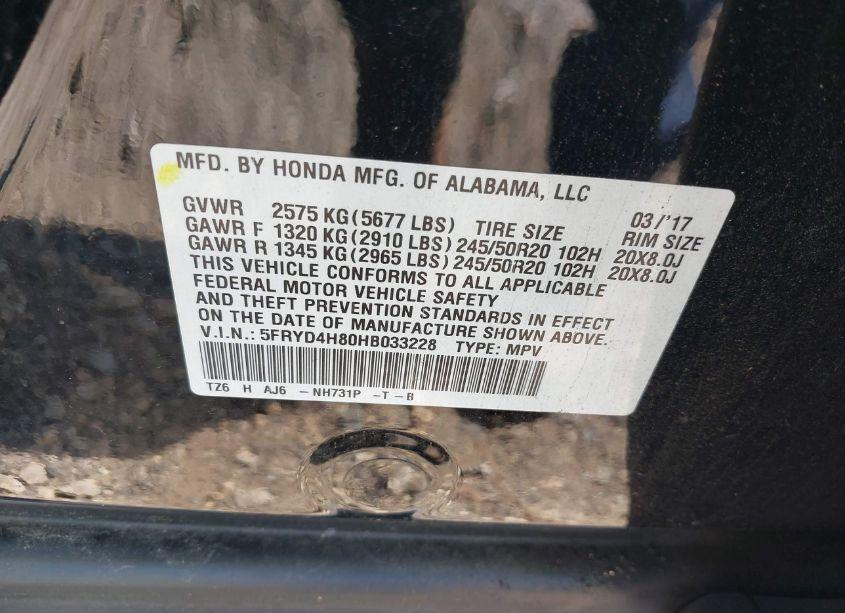 MFD. BY HONDA MFG. OF ALABAMA, LLC
GVWR 2575 KG(5677 LBS) TIRE SIZE 03/'17 RIM SIZE
GAWR F 1320 KG(2910 LBS) 245/50R20 102H 20X8.0J
GAWR R 1345 KG(2965 LBS) 245/50R20 102H 20X8.0J
THIS VEHICLE CONFORMS TO ALL APPLICABLE
FEDERAL MOTOR VEHICLE SAFETY
AND THEFT PREVENTION STANDARDS IN EFFECT
ON THE DATE OF MANUFACTURE SHOWN ABOVE.
V.I.N.: 5FRYD4H80HB033228 TYPE: MPV
TZ6 H AJ6 -NH731P -T-B